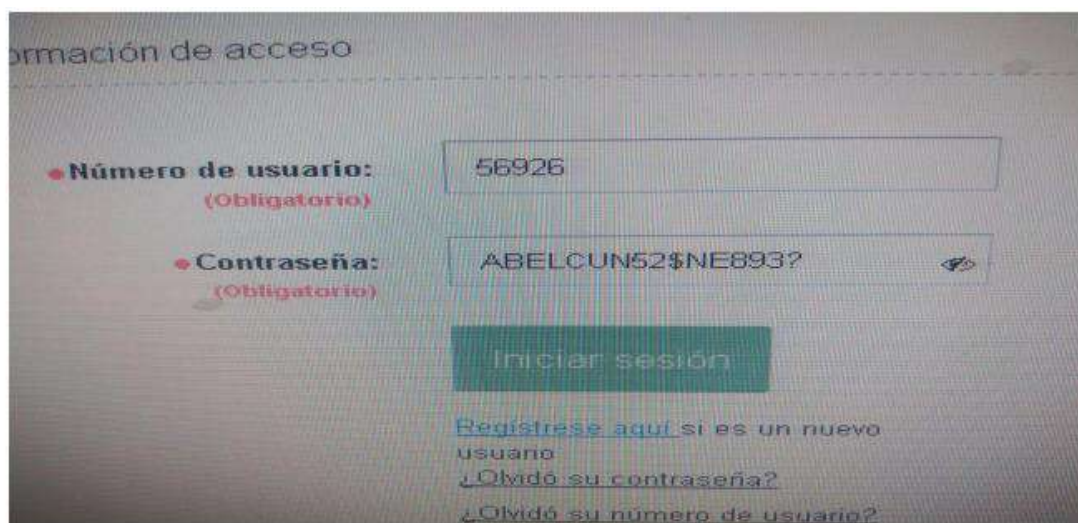 ormación de acceso
Número de usuario: 56926
(Obligatorio)
Contraseña: ABELCUN52$NE893?
(Obligatorio)
Iniciar sesión
Regístrese aquí si es un nuevo
usuario
¿Olvidó su contraseña?
¿Olvidó su número de usuario?